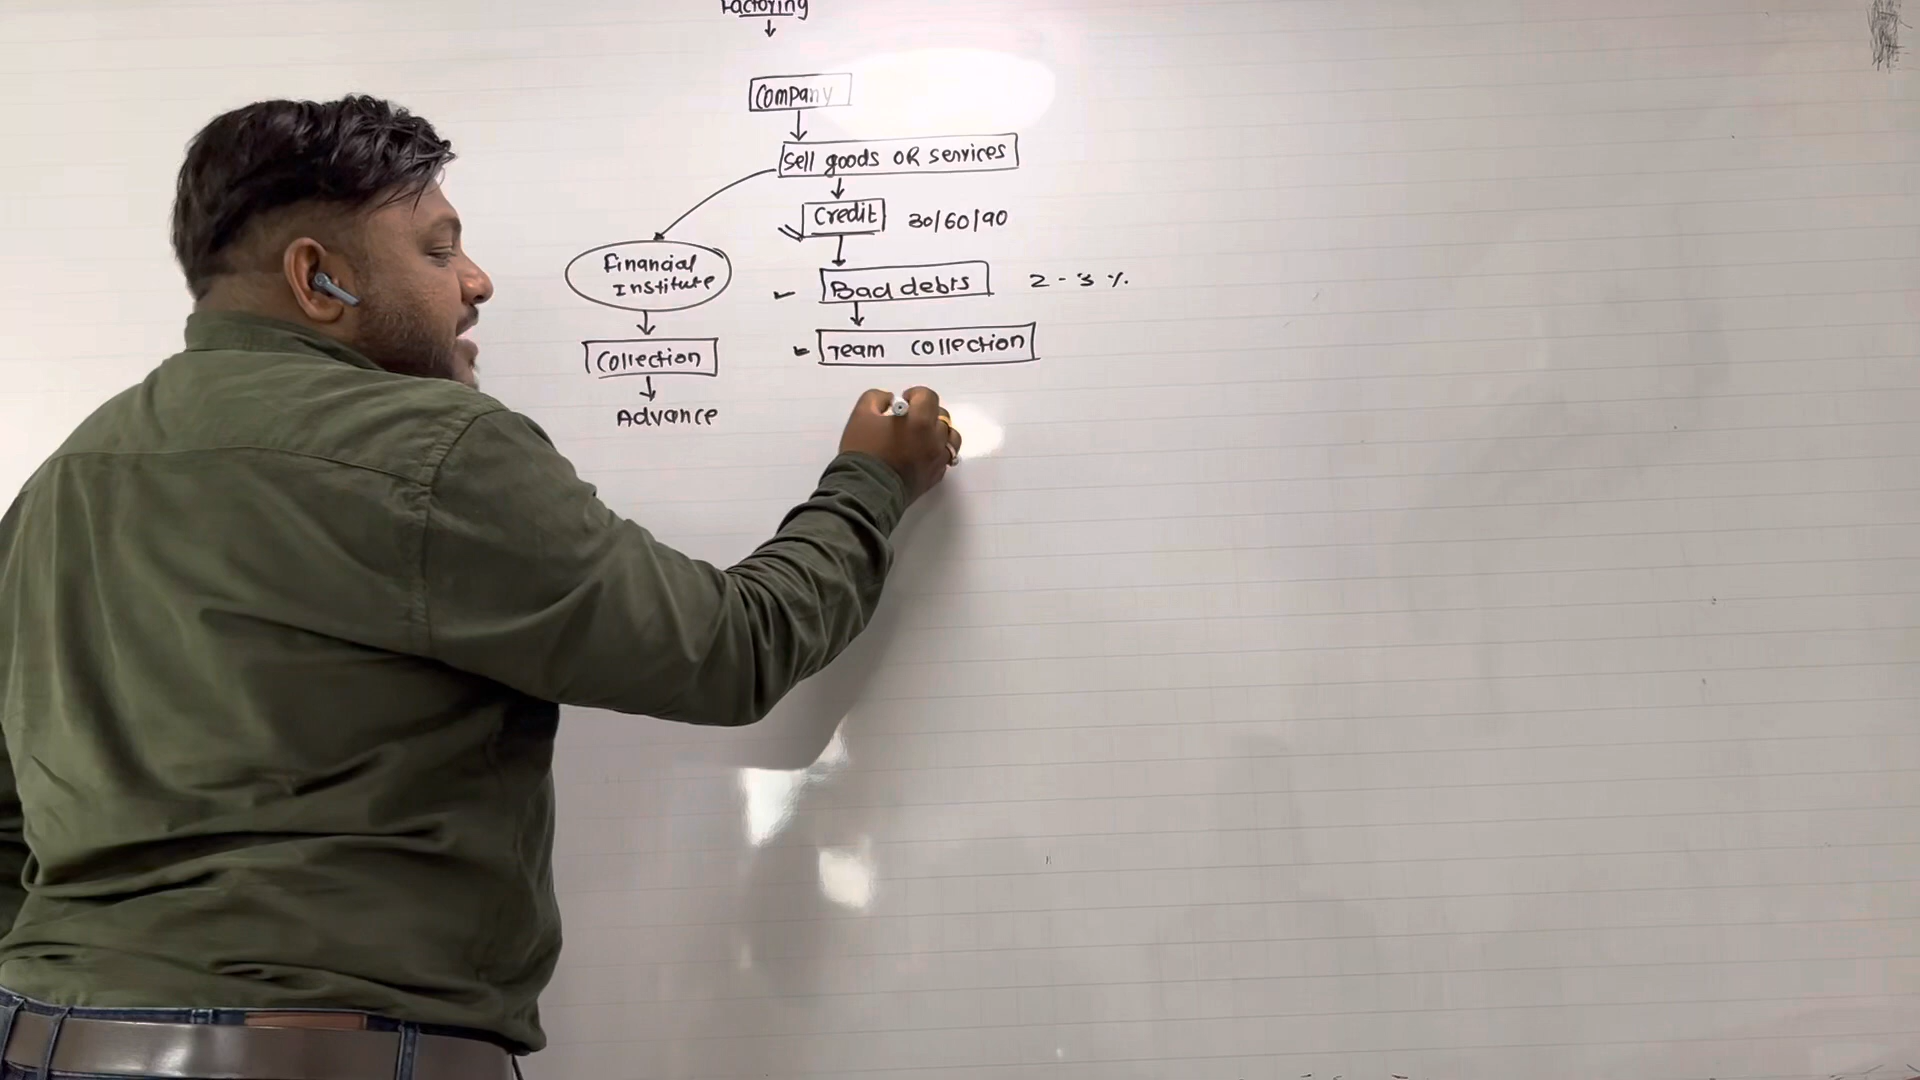 Factoring
Company
Sell goods OR services
Credit 30/60/90
Financial
Institute
Bad debts 2-3%
Team collection
Collection
Advance